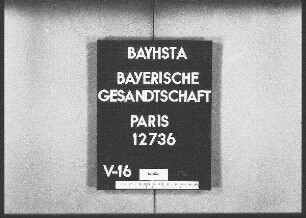 BAYHSTA
BAYERISCHE
GESANDTSCHAFT
PARIS
12736
V-16